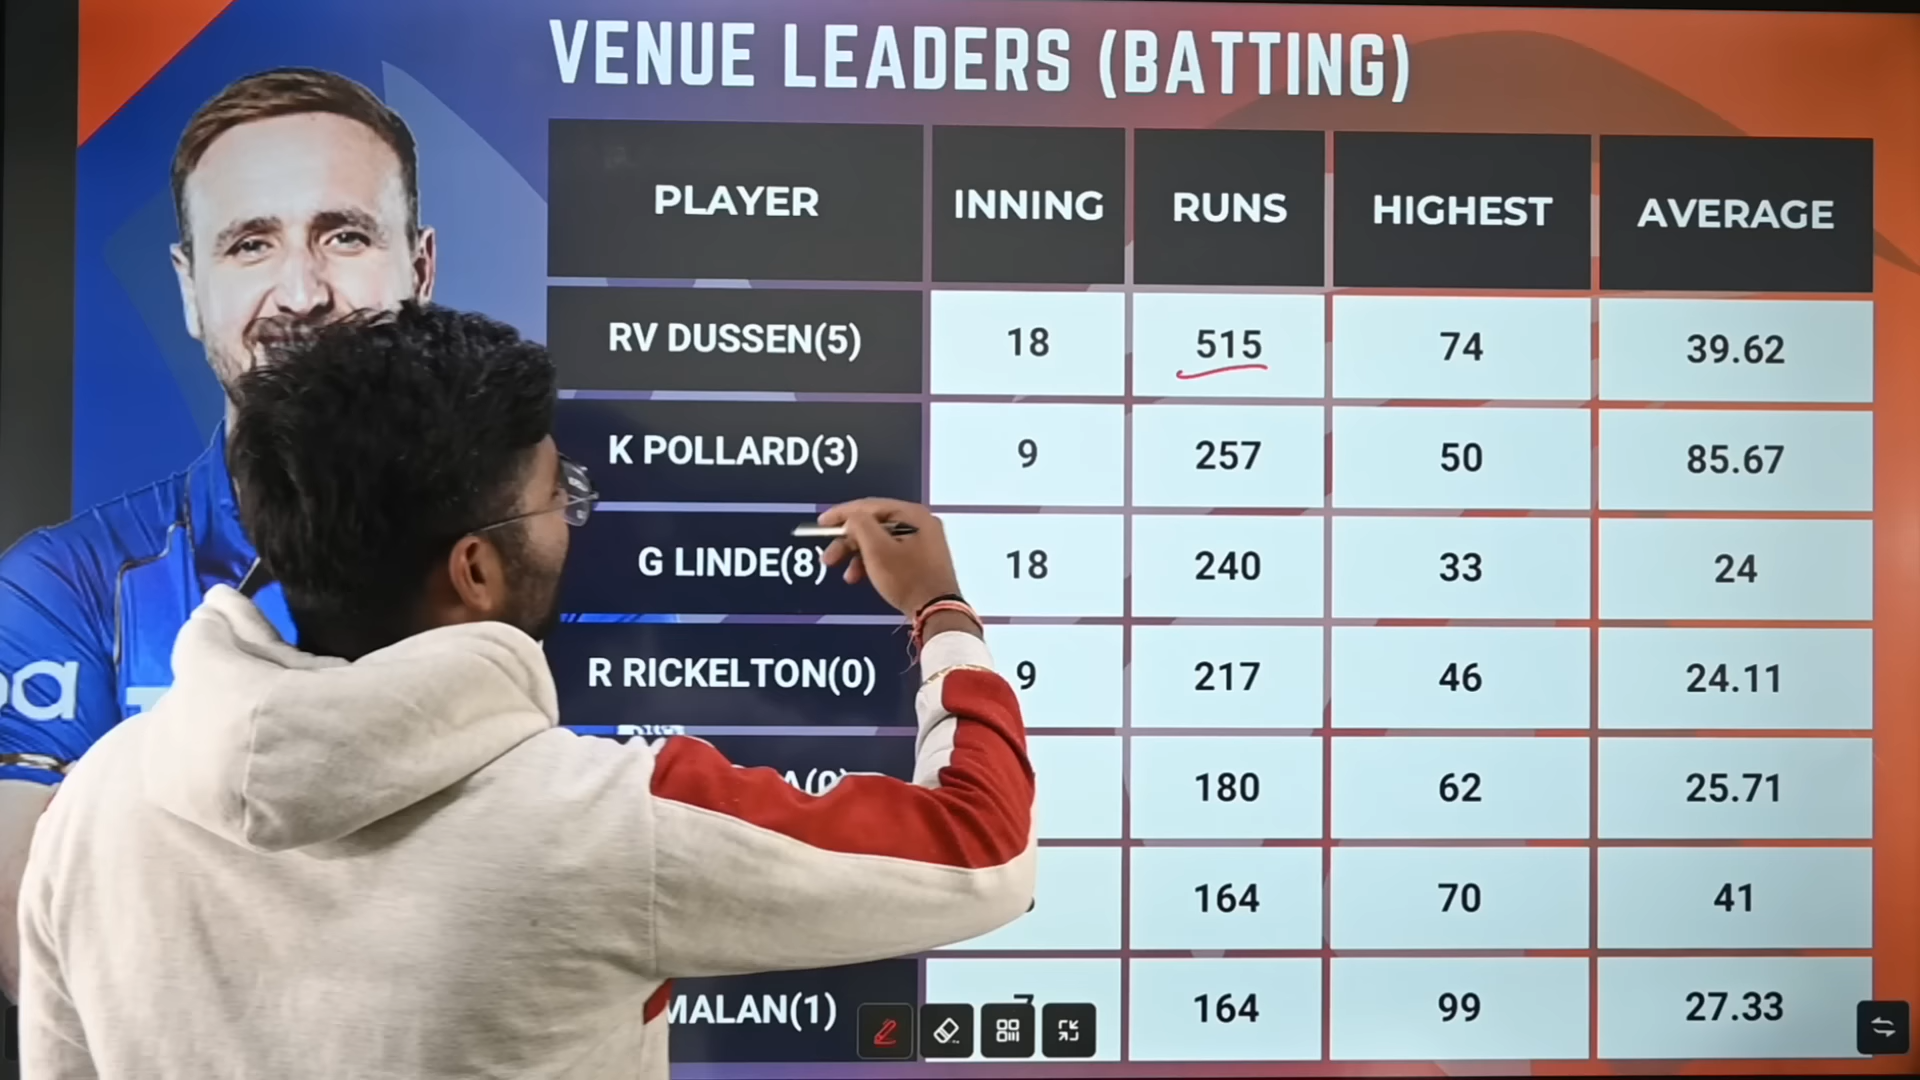 VENUE LEADERS (BATTING)
PLAYER INNING RUNS HIGHEST AVERAGE
RV DUSSEN(5) 18 515 74 39.62
K POLLARD(3) 9 257 50 85.67
G LINDE(8) 18 240 33 24
R RICKELTON(0) 9 217 46 24.11
180 62 25.71
164 70 41
MALAN(1) 7 164 99 27.33